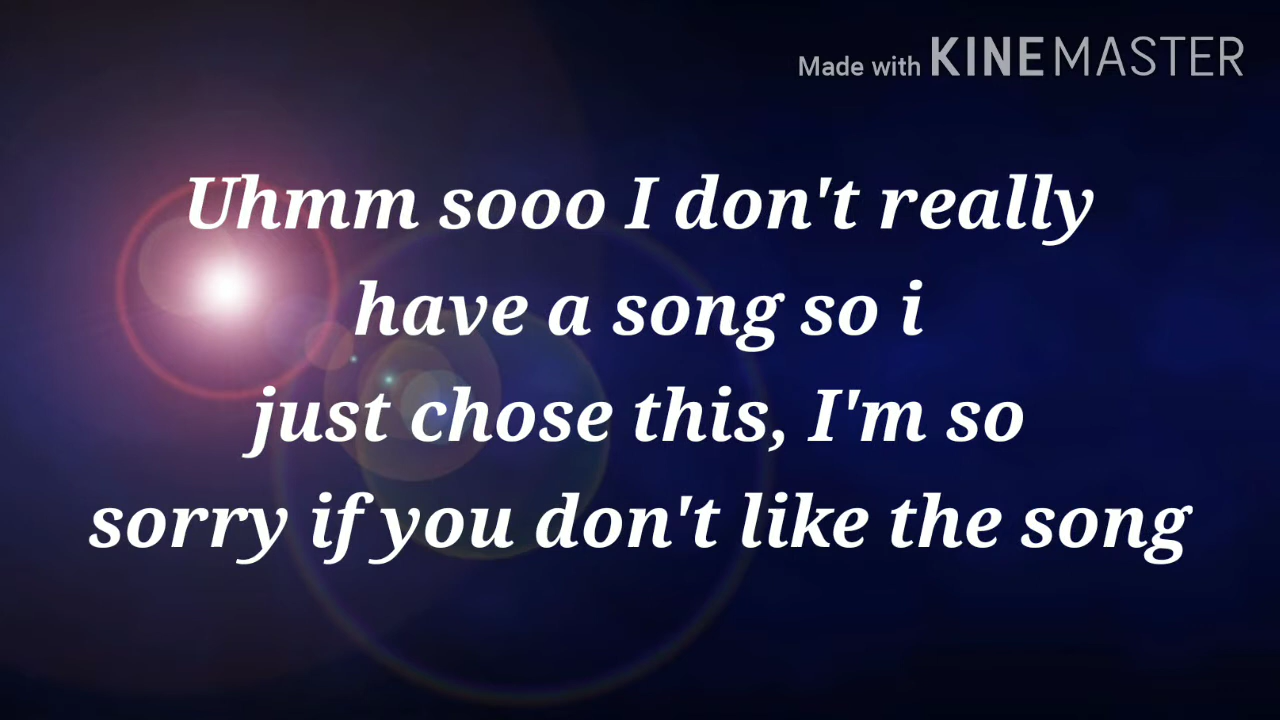 Made with KINEMASTER
Uhmm sooo I don't really
have a song so i
just chose this, I'm so
sorry if you don't like the song